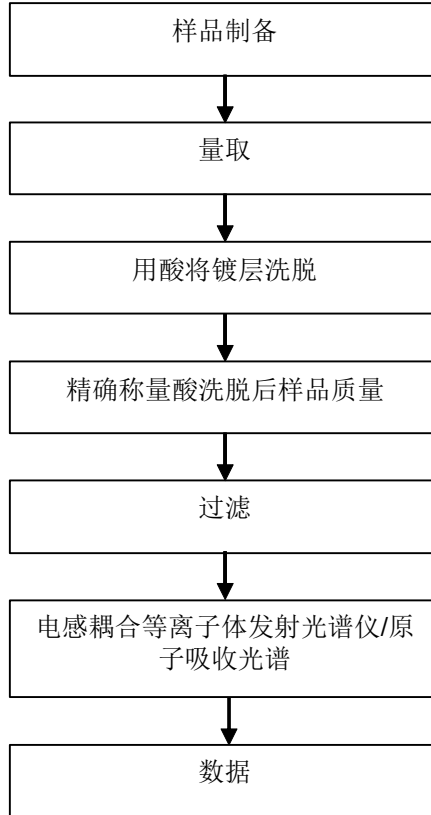 样品制备
量取
用酸将镀层洗脱
精确称量酸洗脱后样品质量
过滤
电感耦合等离子体发射光谱仪/原
子吸收光谱
数据